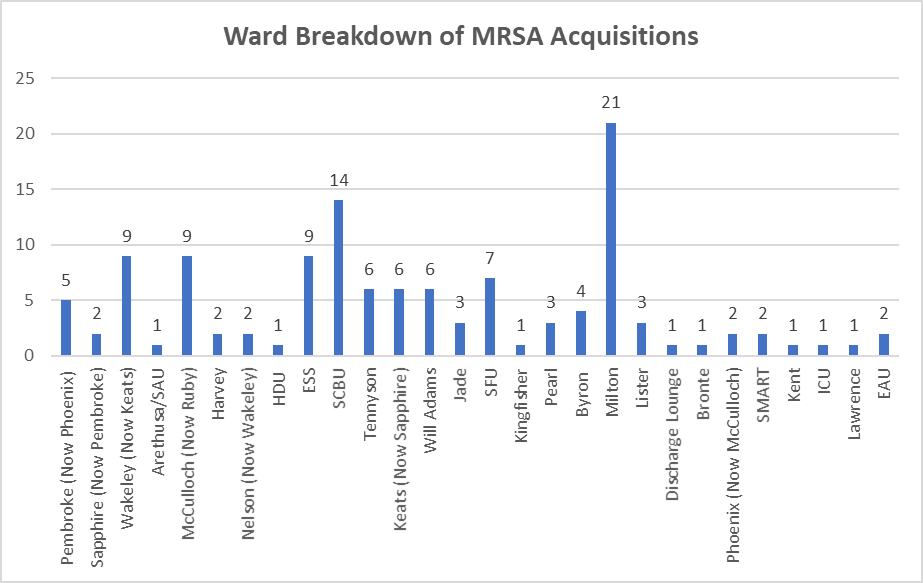 Ward Breakdown of MRSA Acquisitions
25
20
15
10
5
0
5
2
9
1
9
2
2
1
9
14
6
6
6
3
7
1
3
4
21
3
1
1
2
2
1
1
1
2
Pembroke (Now Phoenix)
Sapphire (Now Pembroke)
Wakeley (Now Keats)
Arethusa/SAU
McCulloch (Now Ruby)
Harvey
Nelson (Now Wakeley)
HDU
ESS
SCBU
Tennyson
Keats (Now Sapphire)
Will Adams
Jade
SFU
Kingfisher
Pearl
Byron
Milton
Lister
Discharge Lounge
Bronte
Phoenix (Now McCulloch)
SMART
Kent
ICU
Lawrence
EAU